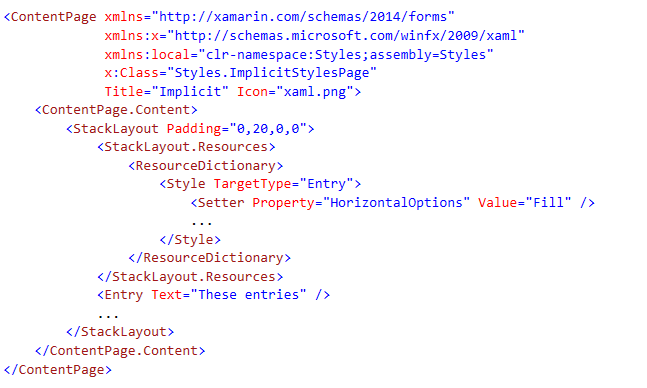 <ContentPage xmlns="http://xamarin.com/schemas/2014/forms"
             xmlns:x="http://schemas.microsoft.com/winfx/2009/xaml"
             xmlns:local="clr-namespace:Styles;assembly=Styles"
             x:Class="Styles.ImplicitStylesPage"
             Title="Implicit" Icon="xaml.png">
    <ContentPage.Content>
        <StackLayout Padding="0,20,0,0">
            <StackLayout.Resources>
                <ResourceDictionary>
                    <Style TargetType="Entry">
                        <Setter Property="HorizontalOptions" Value="Fill" />
                        ...
                    </Style>
                </ResourceDictionary>
            </StackLayout.Resources>
            <Entry Text="These entries" />
            ...
        </StackLayout>
    </ContentPage.Content>
</ContentPage>